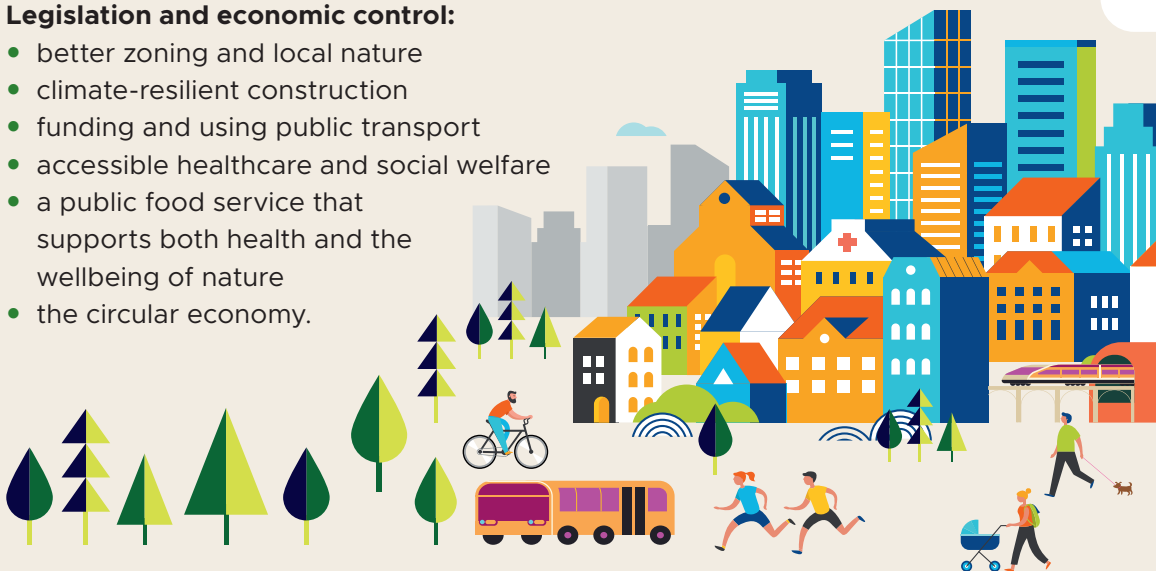 Legislation and economic control:
• better zoning and local nature
• climate-resilient construction
• funding and using public transport
• accessible healthcare and social welfare
• a public food service that
supports both health and the
wellbeing of nature
• the circular economy.